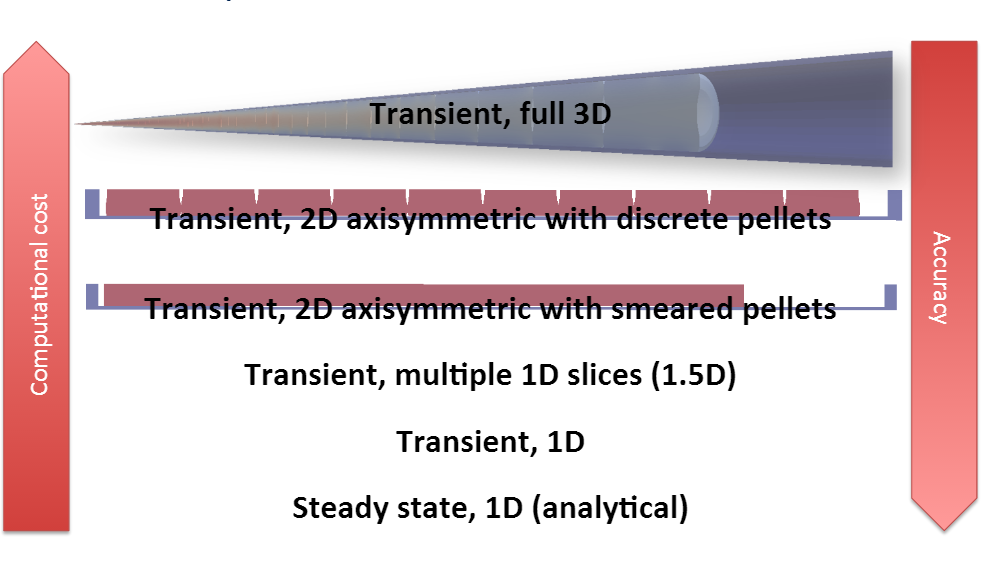 Transient, full 3D
Transient, 2D axisymmetric with discrete pellets
Transient, 2D axisymmetric with smeared pellets
Transient, multiple 1D slices (1.5D)
Transient, 1D
Steady state, 1D (analytical)
Computational cost
Accuracy